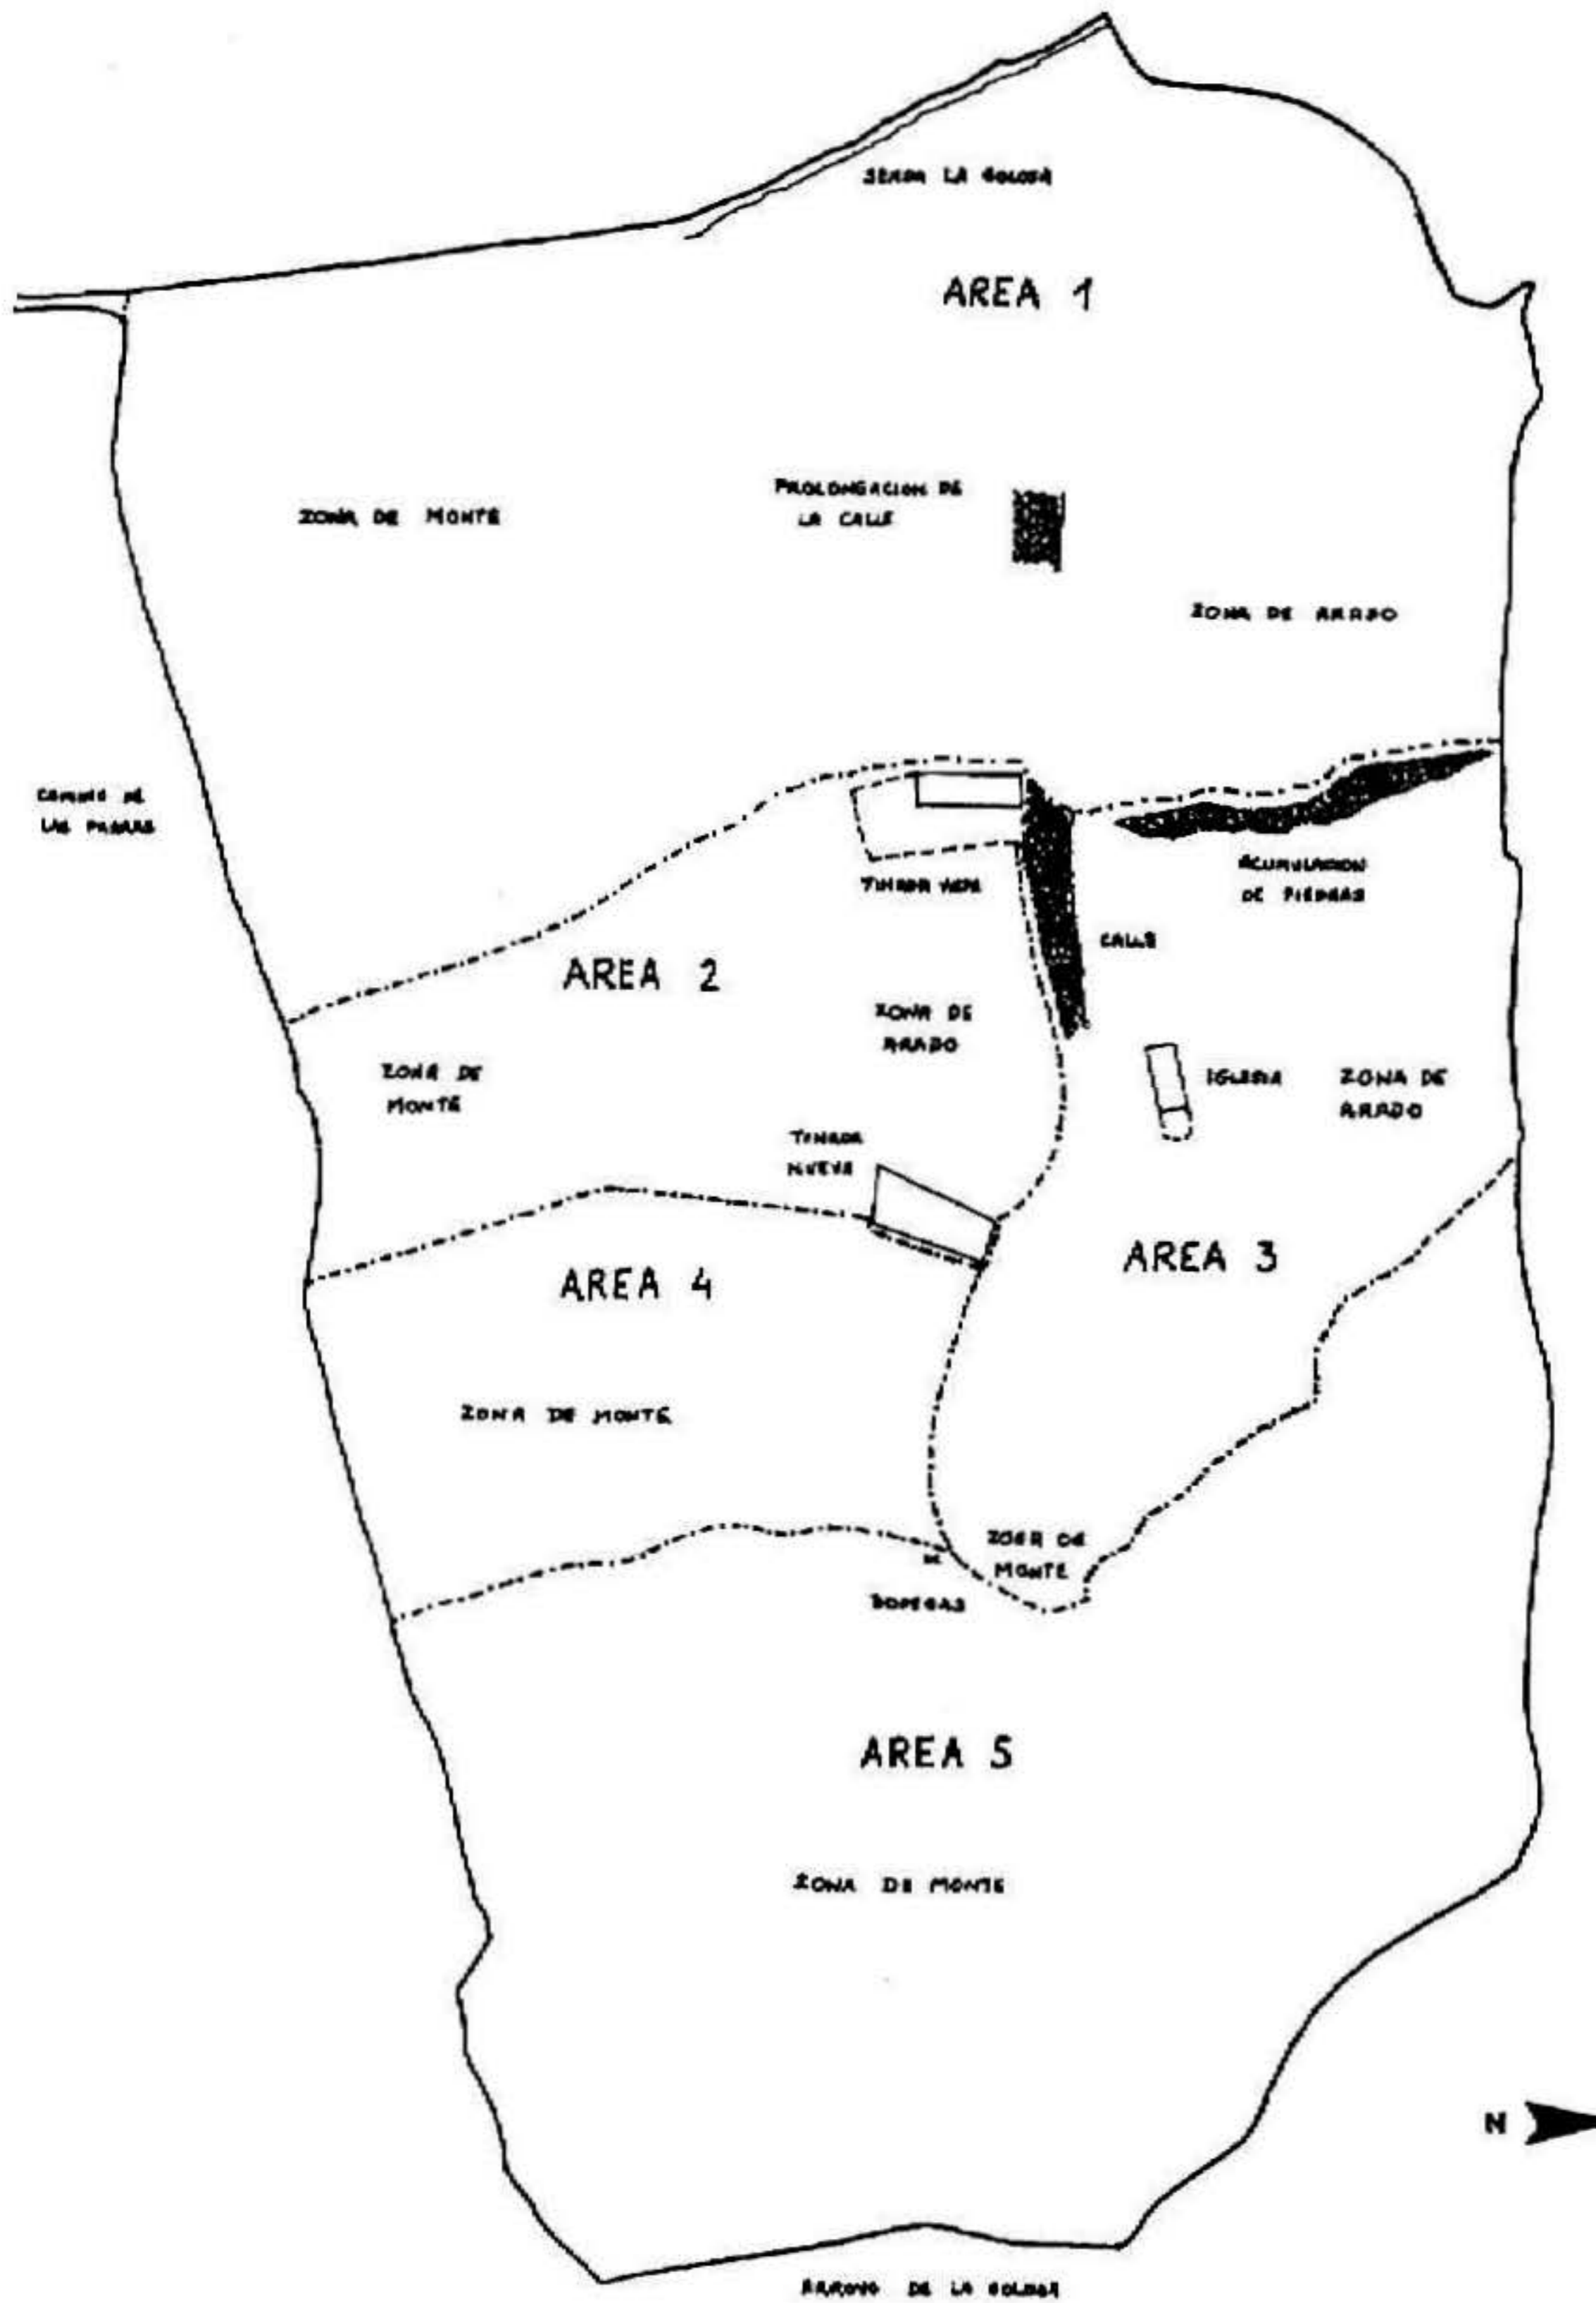 SENDA LA GOLOSA
AREA 1
PROLONGACION DE
LA CALLE
ZONA DE MONTE
ZONA DE ARADO
CAMINO DE
LAS
TINADA VIEJA
ACUMULACION
DE PIEDRAS
CALLE
AREA 2
ZONA DE
ARADO
ZONA DE
MONTE
IGLESIA
ZONA DE
ARADO
TINADA
NUEVA
AREA 3
AREA 4
ZONA DE MONTE
ZONA DE
MONTE
BODEGAS
AREA 5
ZONA DE MONTE
N
ARROYO DE LA GOLOSA